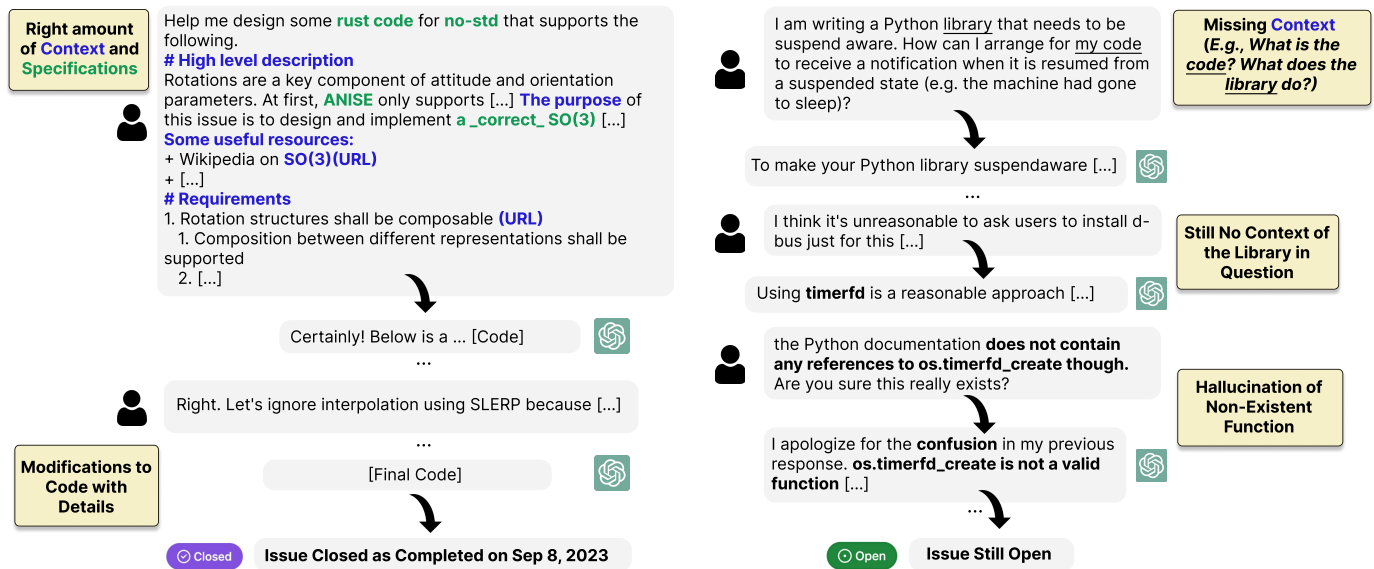 Right amount
of Context and
Specifications
Help me design some rust code for no-std that supports the
following.
# High level description
Rotations are a key component of attitude and orientation
parameters. At first, ANISE only supports [...] The purpose of
this issue is to design and implement a _correct_ SO(3) [...]
Some useful resources:
+ Wikipedia on SO(3)(URL)
+ [...]
# Requirements
1. Rotation structures shall be composable (URL)
1. Composition between different representations shall be
supported
2. [...]
Certainly! Below is a ... [Code]
...
Right. Let's ignore interpolation using SLERP because [...]
...
Modifications to
Code with
Details
[Final Code]
Closed
Issue Closed as Completed on Sep 8, 2023
I am writing a Python library that needs to be
suspend aware. How can I arrange for my code
to receive a notification when it is resumed from
a suspended state (e.g. the machine had gone
to sleep)?
Missing Context
(E.g., What is the
code? What does the
library do?)
To make your Python library suspendaware [...]
...
I think it's unreasonable to ask users to install d-
bus just for this [...]
Still No Context of
the Library in
Question
Using timerfd is a reasonable approach [...]
the Python documentation does not contain
any references to os.timerfd_create though.
Are you sure this really exists?
Hallucination of
Non-Existent
Function
I apologize for the confusion in my previous
response. os.timerfd_create is not a valid
function [...]
...
Open
Issue Still Open